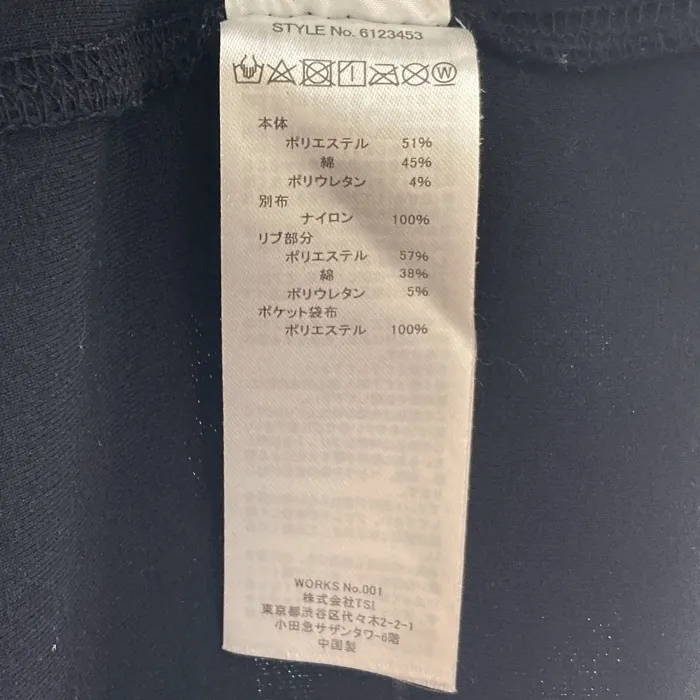 STYLE No. 6123453
W
本体
ポリエステル 51%
綿 45%
ポリウレタン 4%
別布
ナイロン 100%
リブ部分
ポリエステル 57%
綿 38%
ポリウレタン 5%
ポケット袋布
ポリエステル 100%
WORKS No.001
株式会社TSI
東京都渋谷区代々木2-2-1
小田急サザンタワー6階
中国製